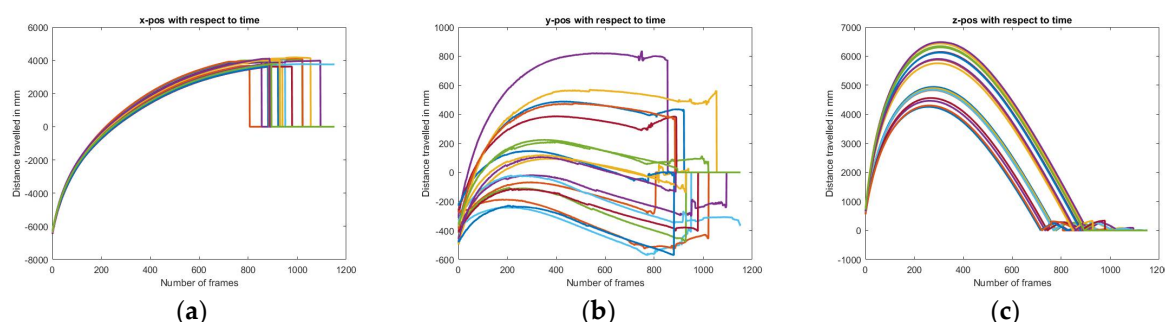 x-pos with respect to time
6000
4000
2000
0
-2000
-4000
-6000
-8000
Distance travelled in mm
0 200 400 600 800 1000 1200
Number of frames
(a)
y-pos with respect to time
1000
800
600
400
200
0
-200
-400
-600
Distance travelled in mm
0 200 400 600 800 1000 1200
Number of frames
(b)
z-pos with respect to time
7000
6000
5000
4000
3000
2000
1000
0
-1000
Distance travelled in mm
0 200 400 600 800 1000 1200
Number of frames
(c)